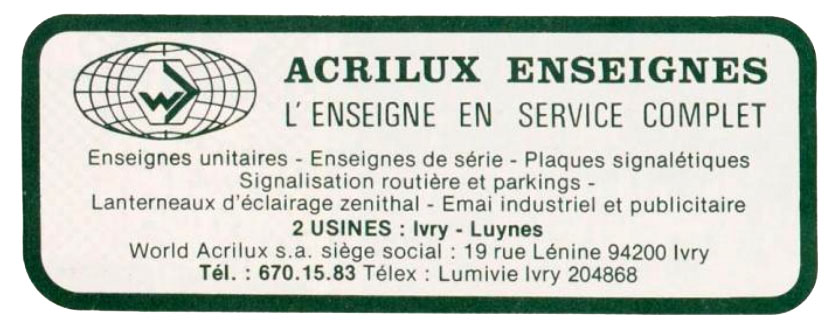 W
ACRILUX ENSEIGNES
L'ENSEIGNE EN SERVICE COMPLET
Enseignes unitaires - Enseignes de série - Plaques signalétiques
Signalisation routière et parkings -
Lanterneaux d'éclairage zenithal - Emai industriel et publicitaire
2 USINES : Ivry - Luynes
World Acrilux s.a. siège social : 19 rue Lénine 94200 Ivry
Tél. : 670.15.83 Télex : Lumivie Ivry 204868